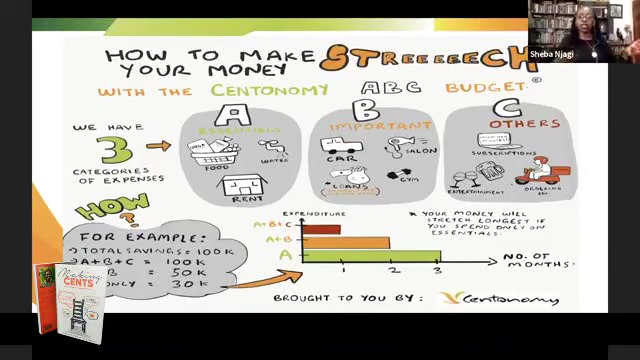 Sheba Njagi
HOW TO MAKE
YOUR MONEY
STREEEEEECH
WITH THE CENTONOMY ABC BUDGET
WE HAVE
3
CATEGORIES
OF EXPENSES
A
ESSENTIALS
FOOD
WATER
RENT
B
IMPORTANT
CAR
SALON
LOANS
GYM
C
OTHERS
SUBSCRIPTIONS
ENTERTAINMENT
ORDERING
IN
HOW
?
FOR EXAMPLE:
TOTAL SAVINGS = 100K
A+B+C = 100K
B = 50K
ONLY = 30K
EXPENDITURE
A+B+C
A+B
A
1 2 3
NO. OF
MONTHS
* YOUR MONEY WILL
STRETCH LONGEST IF
YOU SPEND ONLY ON
ESSENTIALS.
BROUGHT TO YOU BY: Centonomy
Making
CENTS